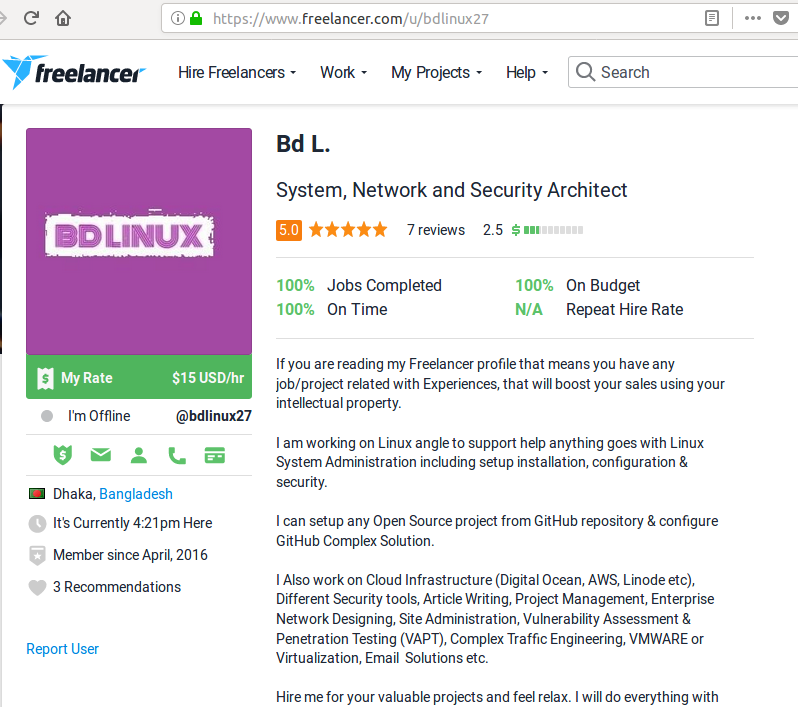 https://www.freelancer.com/u/bdlinux27
freelancer
Hire Freelancers
Work
My Projects
Help
Search
BDLINUX
My Rate
$15 USD/hr
I'm Offline
@bdlinux27
Dhaka, Bangladesh
It's Currently 4:21pm Here
Member since April, 2016
3 Recommendations
Report User
Bd L.
System, Network and Security Architect
5.0 7 reviews 2.5 $
100% Jobs Completed
100% On Budget
100% On Time
N/A Repeat Hire Rate
If you are reading my Freelancer profile that means you have any
job/project related with Experiences, that will boost your sales using your
intellectual property.
I am working on Linux angle to support help anything goes with Linux
System Administration including setup installation, configuration &
security.
I can setup any Open Source project from GitHub repository & configure
GitHub Complex Solution.
I Also work on Cloud Infrastructure (Digital Ocean, AWS, Linode etc),
Different Security tools, Article Writing, Project Management, Enterprise
Network Designing, Site Administration, Vulnerability Assessment &
Penetration Testing (VAPT), Complex Traffic Engineering, VMWARE or
Virtualization, Email  Solutions etc.
Hire me for your valuable projects and feel relax. I will do everything with